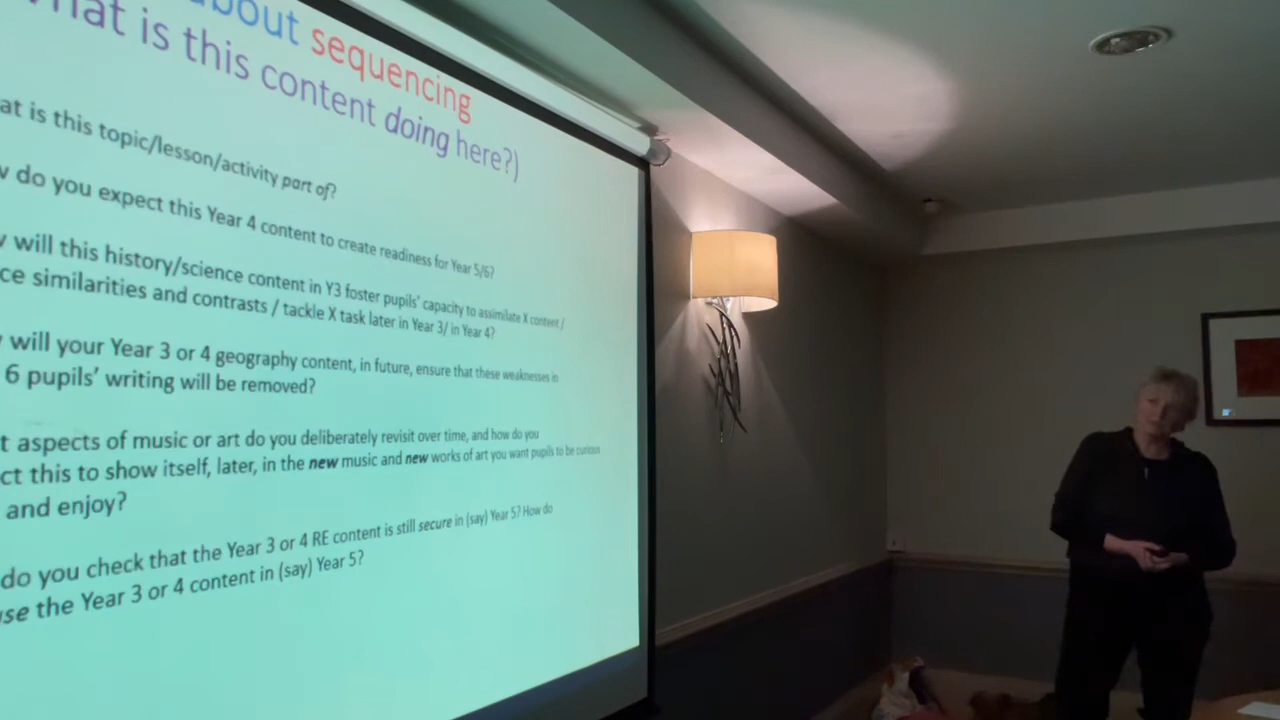 about sequencing
hat is this content doing here?)
at is this topic/lesson/activity part of?
w do you expect this Year 4 content to create readiness for Year 5/6?
w will this history/science content in Y3 foster pupils' capacity to assimilate X content /
ce similarities and contrasts / tackle X task later in Year 3/ in Year 4?
will your Year 3 or 4 geography content, in future, ensure that these weaknesses in
6 pupils' writing will be removed?
t aspects of music or art do you deliberately revisit over time, and how do you
ct this to show itself, later, in the new music and new works of art you want pupils to be curious
and enjoy?
do you check that the Year 3 or 4 RE content is still secure in (say) Year 5? How do
use the Year 3 or 4 content in (say) Year 5?